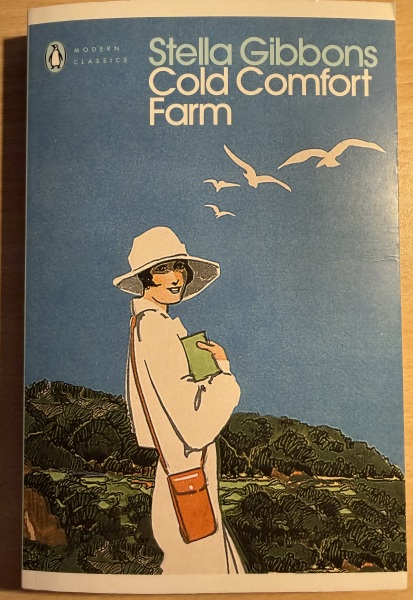 MODERN
CLASSICS
Stella Gibbons
Cold Comfort
Farm